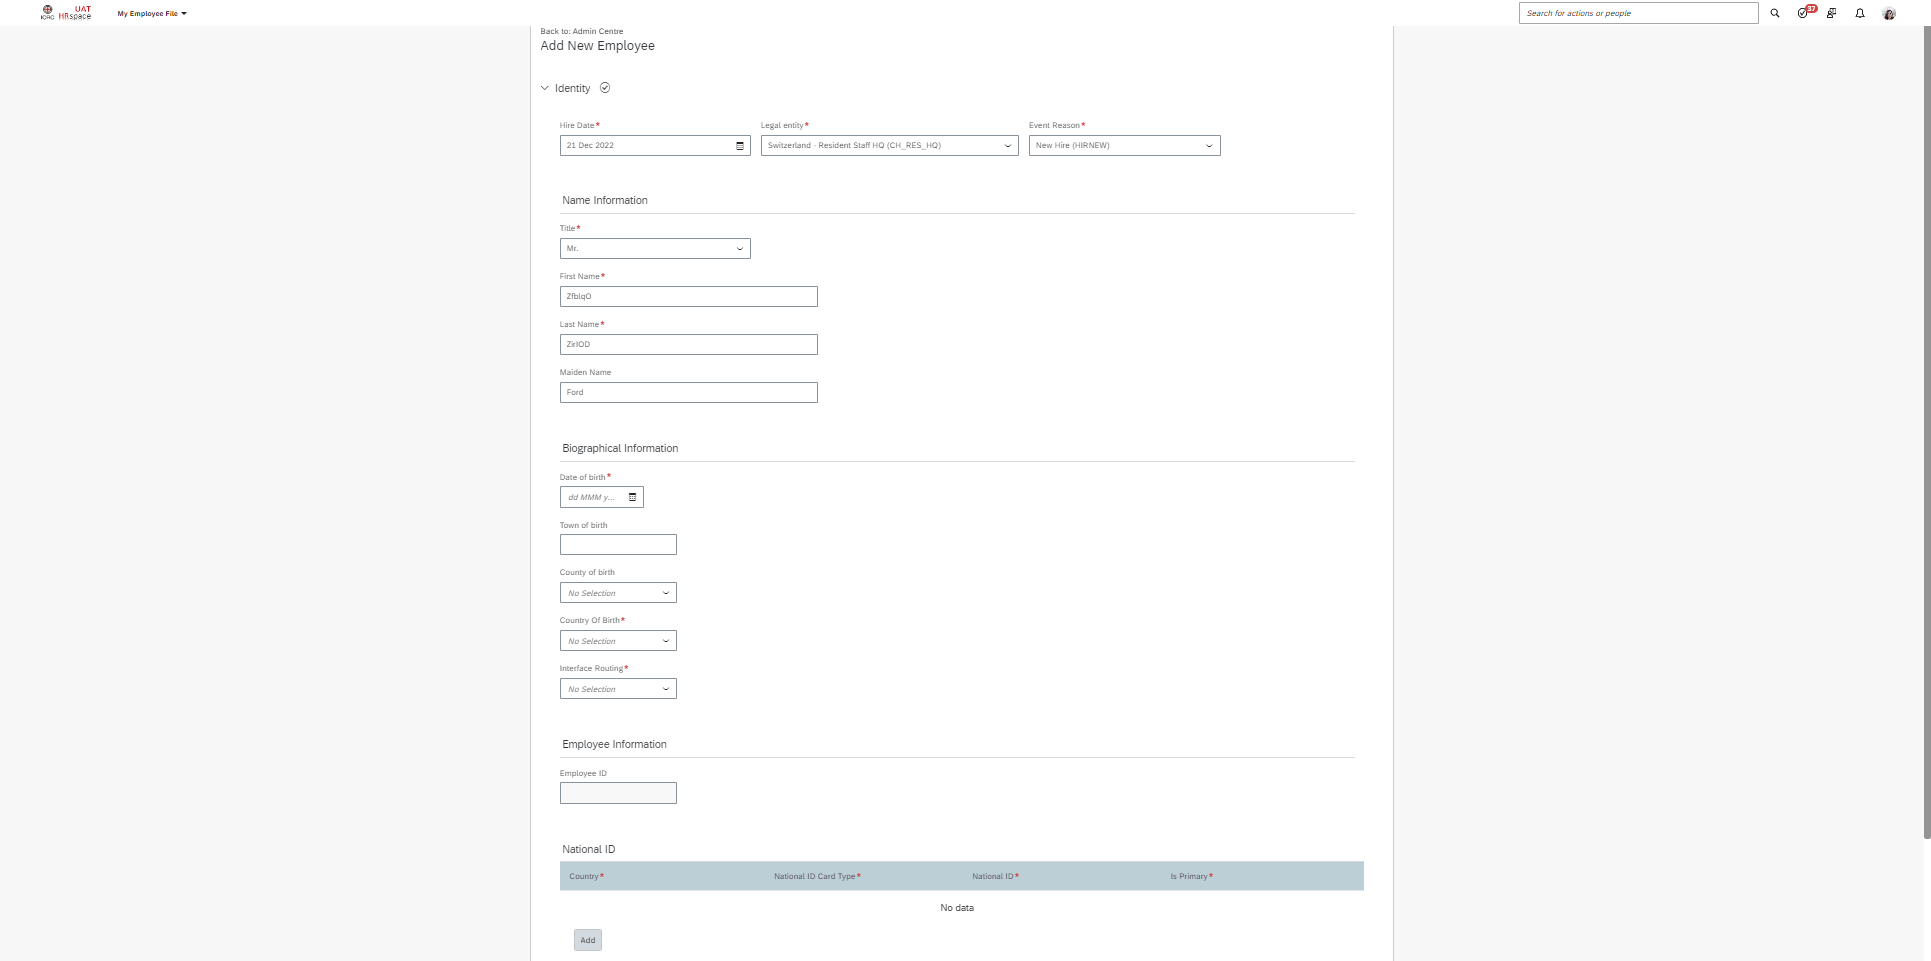 ICRC
UAT
HRspace
My Employee File
Search for actions or people
37
Back to: Admin Centre
Add New Employee
Identity
Hire Date*
Legal entity*
Event Reason*
21 Dec 2022
Switzerland - Resident Staff HQ (CH_RES_HQ)
New Hire (HIRNEW)
Name Information
Title*
Mr.
First Name*
ZfblqO
Last Name*
ZirIOD
Maiden Name
Ford
Biographical Information
Date of birth*
dd MMM y...
Town of birth
County of birth
No Selection
Country Of Birth*
No Selection
Interface Routing*
No Selection
Employee Information
Employee ID
National ID
Country*
National ID Card Type*
National ID*
Is Primary*
No data
Add